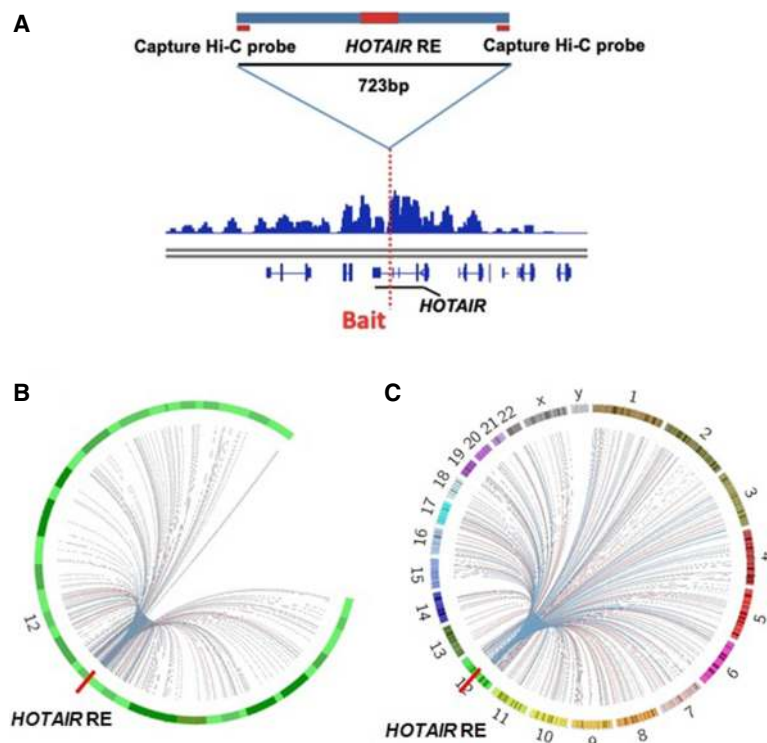 A
Capture Hi-C probe
HOTAIR RE
Capture Hi-C probe
723bp
HOTAIR
Bait
B
12
HOTAIR RE
C
x
y
1
2
3
4
5
6
7
8
9
10
11
12
13
14
15
16
17
18
19
20
21
22
HOTAIR RE